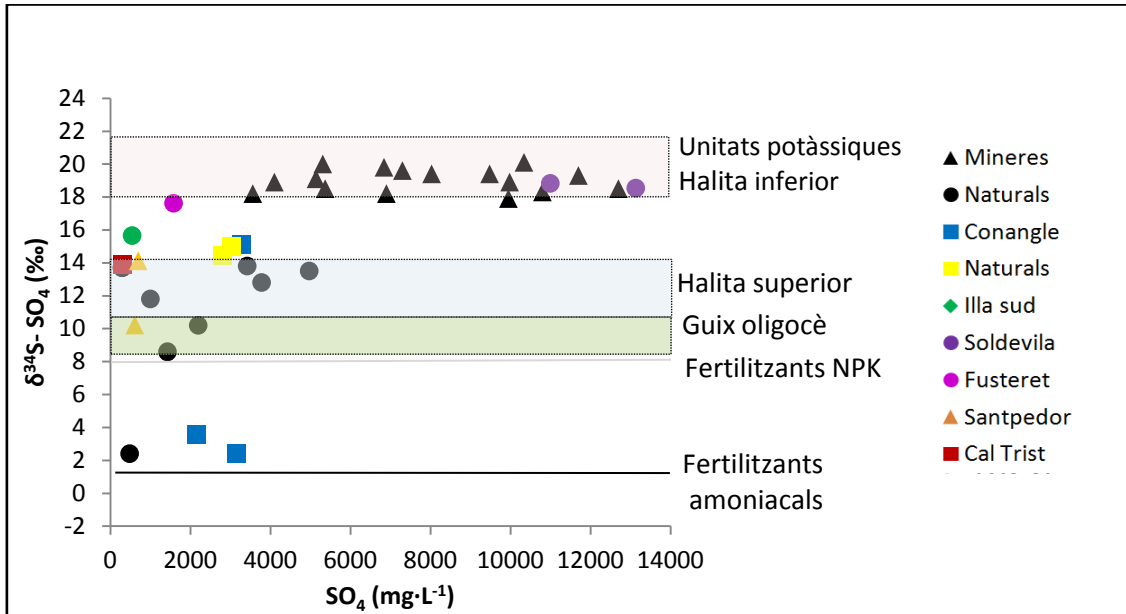 24
22
20
18
16
14
12
10
8
6
4
2
0
-2
δ³⁴S- SO₄ (‰)
0 2000 4000 6000 8000 10000 12000 14000
SO₄ (mg·L⁻¹)
Unitats potàssiques
Halita inferior
Halita superior
Guix oligocè
Fertilitzants NPK
Fertilitzants
amoniacals
Mineres
Naturals
Conangle
Naturals
Illa sud
Soldevila
Fusteret
Santpedor
Cal Trist